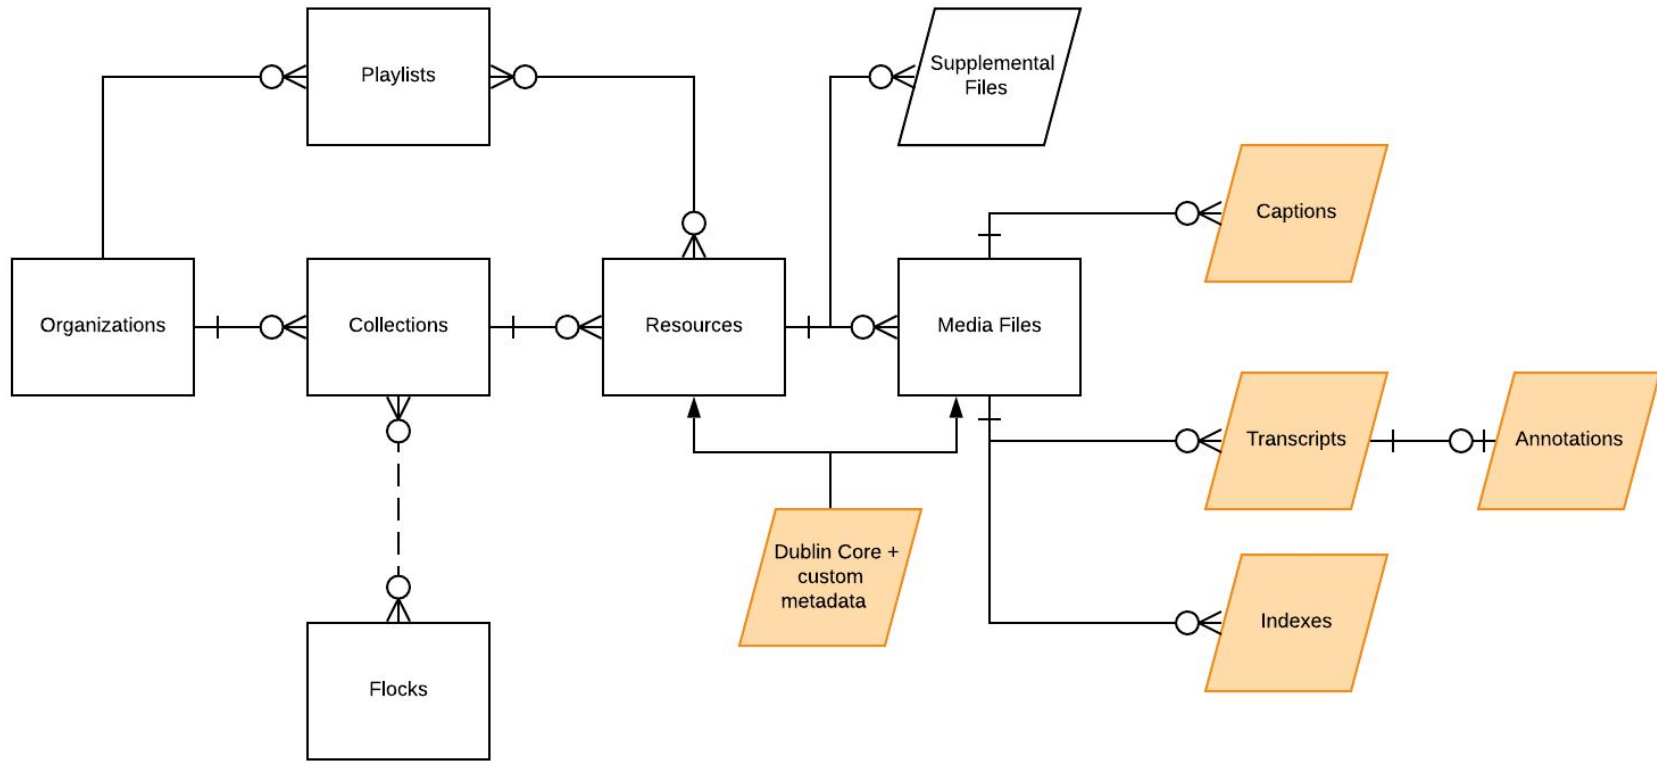 Playlists
Supplemental
Files
Captions
Organizations
Collections
Resources
Media Files
Transcripts
Annotations
Dublin Core +
custom
metadata
Indexes
Flocks